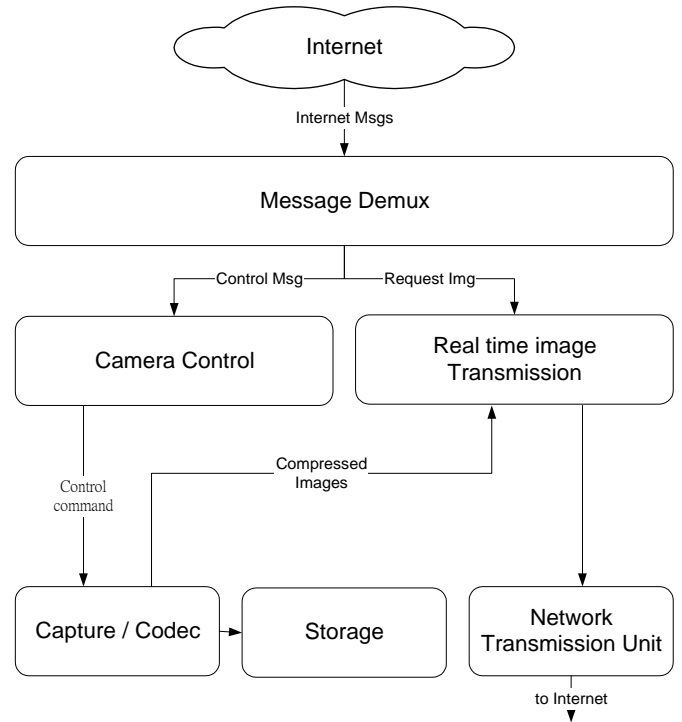 Internet
Internet Msgs
Message Demux
Control Msg
Request Img
Camera Control
Real time image
Transmission
Compressed
Images
Control
command
Capture / Codec
Storage
Network
Transmission Unit
to Internet